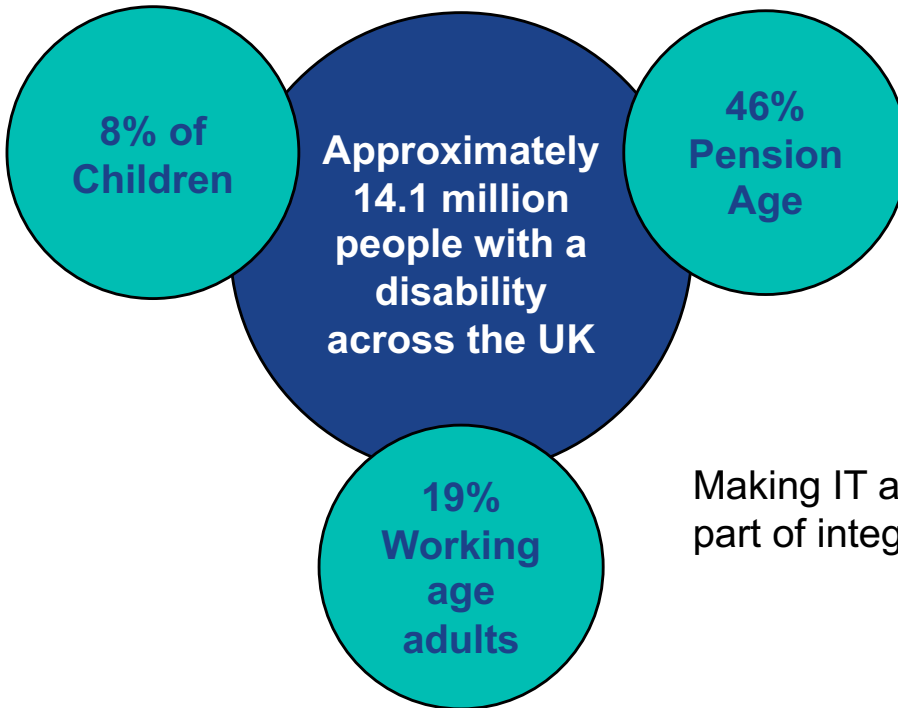 8% of
Children
Approximately
14.1 million
people with a
disability
across the UK
46%
Pension
Age
19%
Working
age
adults
Making IT a
part of integ